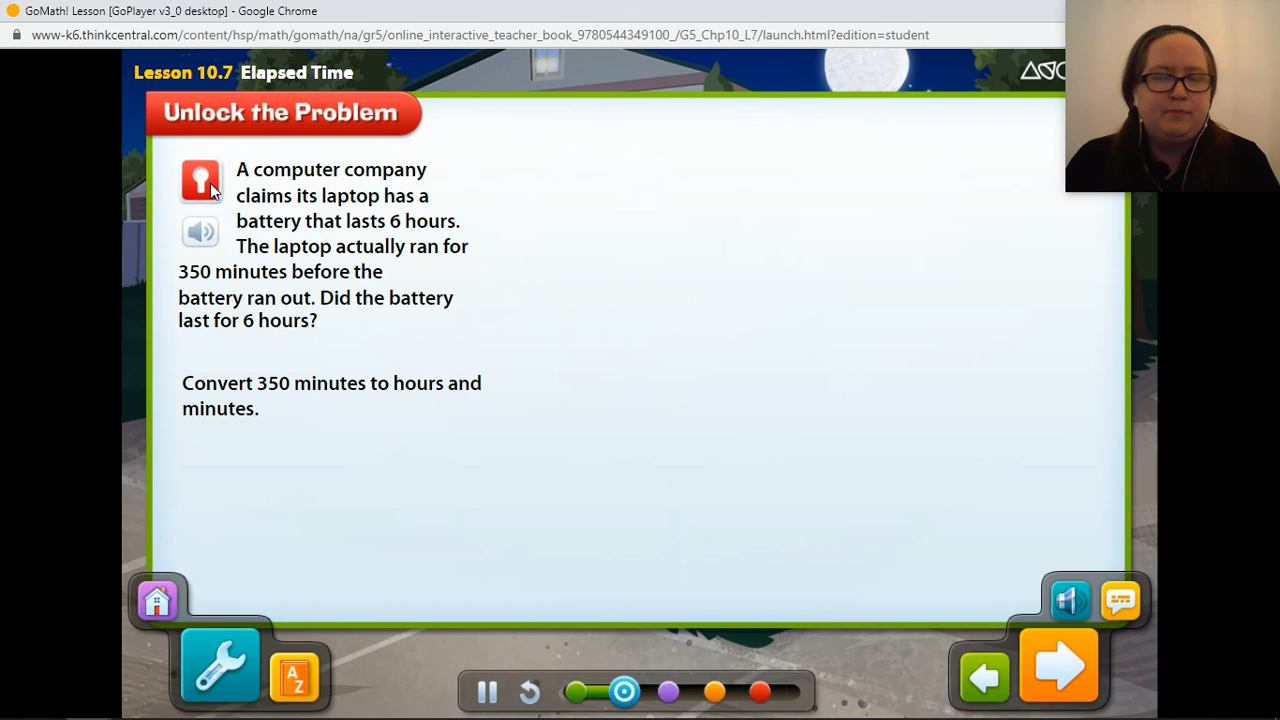 GoMath! Lesson [GoPlayer v3_0 desktop] - Google Chrome
www-k6.thinkcentral.com/content/hsp/math/gomath/na/gr5/online_interactive_teacher_book_9780544349100_/G5_Chp10_L7/launch.html?edition=student
Lesson 10.7 Elapsed Time
Unlock the Problem
A computer company
claims its laptop has a
battery that lasts 6 hours.
The laptop actually ran for
350 minutes before the
battery ran out. Did the battery
last for 6 hours?
Convert 350 minutes to hours and
minutes.
A
Z